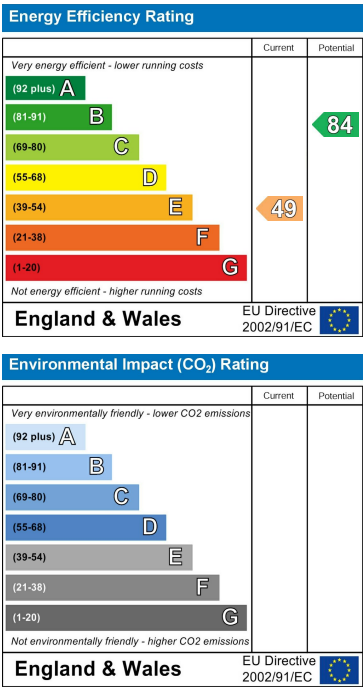 Energy Efficiency Rating
Current Potential
Very energy efficient - lower running costs
(92 plus) A
(81-91) B
84
(69-80) C
(55-68) D
(39-54) E
49
(21-38) F
(1-20) G
Not energy efficient - higher running costs
England & Wales
EU Directive
2002/91/EC
Environmental Impact (CO₂) Rating
Current Potential
Very environmentally friendly - lower CO2 emissions
(92 plus) A
(81-91) B
(69-80) C
(55-68) D
(39-54) E
(21-38) F
(1-20) G
Not environmentally friendly - higher CO2 emissions
England & Wales
EU Directive
2002/91/EC